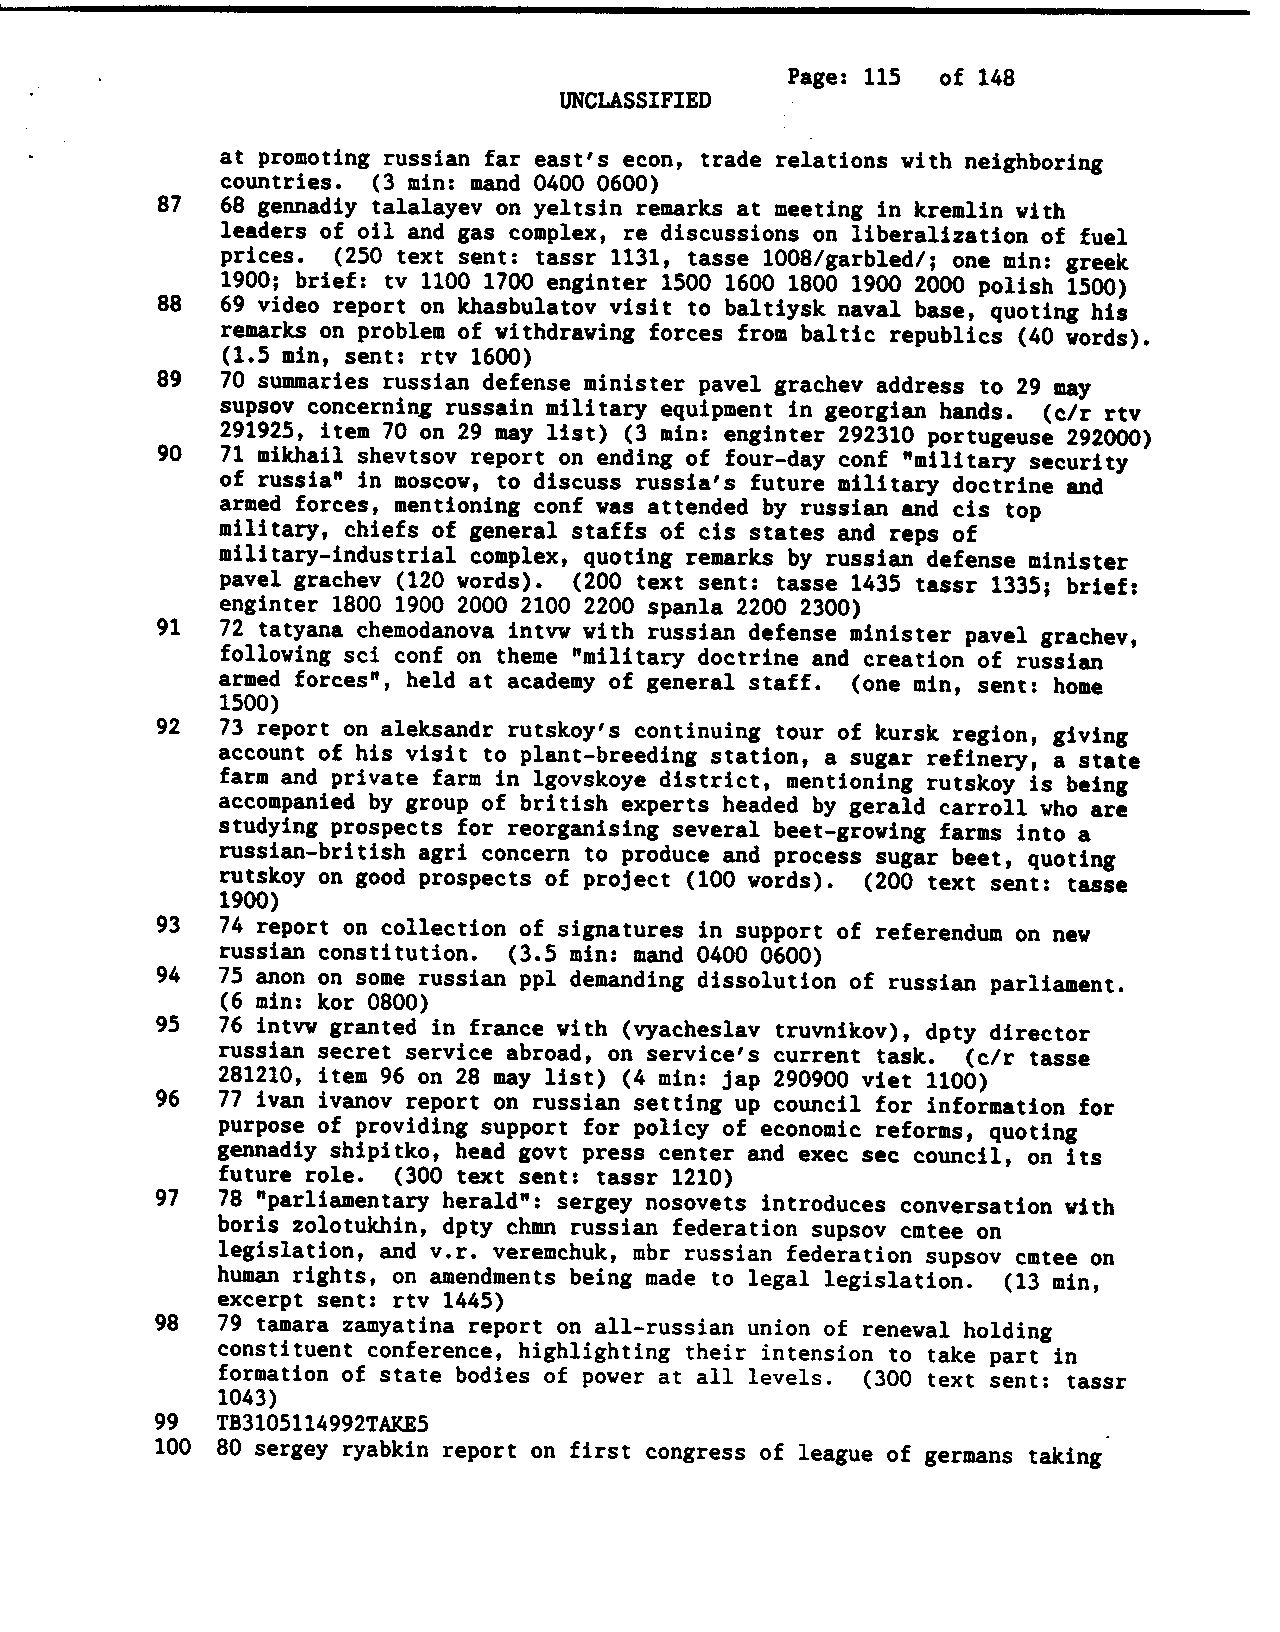 Page: 115 of 148
UNCLASSIFIED
at promoting russian far east's econ, trade relations with neighboring
countries. (3 min: mand 0400 0600)
87 68 gennadiy talalayev on yeltsin remarks at meeting in kremlin with
leaders of oil and gas complex, re discussions on liberalization of fuel
prices. (250 text sent: tassr 1131, tasse 1008/garbled/; one min: greek
1900; brief: tv 1100 1700 enginter 1500 1600 1800 1900 2000 polish 1500)
88 69 video report on khasbulatov visit to baltiysk naval base, quoting his
remarks on problem of withdrawing forces from baltic republics (40 words).
(1.5 min, sent: rtv 1600)
89 70 summaries russian defense minister pavel grachev address to 29 may
supsov concerning russain military equipment in georgian hands. (c/r rtv
291925, item 70 on 29 may list) (3 min: enginter 292310 portugeuse 292000)
90 71 mikhail shevtsov report on ending of four-day conf "military security
of russia" in moscow, to discuss russia's future military doctrine and
armed forces, mentioning conf was attended by russian and cis top
military, chiefs of general staffs of cis states and reps of
military-industrial complex, quoting remarks by russian defense minister
pavel grachev (120 words). (200 text sent: tasse 1435 tassr 1335; brief:
enginter 1800 1900 2000 2100 2200 spanla 2200 2300)
91 72 tatyana chemodanova intvw with russian defense minister pavel grachev,
following sci conf on theme "military doctrine and creation of russian
armed forces", held at academy of general staff. (one min, sent: home
1500)
92 73 report on aleksandr rutskoy's continuing tour of kursk region, giving
account of his visit to plant-breeding station, a sugar refinery, a state
farm and private farm in lgovskoye district, mentioning rutskoy is being
accompanied by group of british experts headed by gerald carroll who are
studying prospects for reorganising several beet-growing farms into a
russian-british agri concern to produce and process sugar beet, quoting
rutskoy on good prospects of project (100 words). (200 text sent: tasse
1900)
93 74 report on collection of signatures in support of referendum on new
russian constitution. (3.5 min: mand 0400 0600)
94 75 anon on some russian ppl demanding dissolution of russian parliament.
(6 min: kor 0800)
95 76 intvw granted in france with (vyacheslav truvnikov), dpty director
russian secret service abroad, on service's current task. (c/r tasse
281210, item 96 on 28 may list) (4 min: jap 290900 viet 1100)
96 77 ivan ivanov report on russian setting up council for information for
purpose of providing support for policy of economic reforms, quoting
gennadiy shipitko, head govt press center and exec sec council, on its
future role. (300 text sent: tassr 1210)
97 78 "parliamentary herald": sergey nosovets introduces conversation with
boris zolotukhin, dpty chmn russian federation supsov cmtee on
legislation, and v.r. veremchuk, mbr russian federation supsov cmtee on
human rights, on amendments being made to legal legislation. (13 min,
excerpt sent: rtv 1445)
98 79 tamara zamyatina report on all-russian union of renewal holding
constituent conference, highlighting their intension to take part in
formation of state bodies of power at all levels. (300 text sent: tassr
1043)
99 TB3105114992TAKE5
100 80 sergey ryabkin report on first congress of league of germans taking